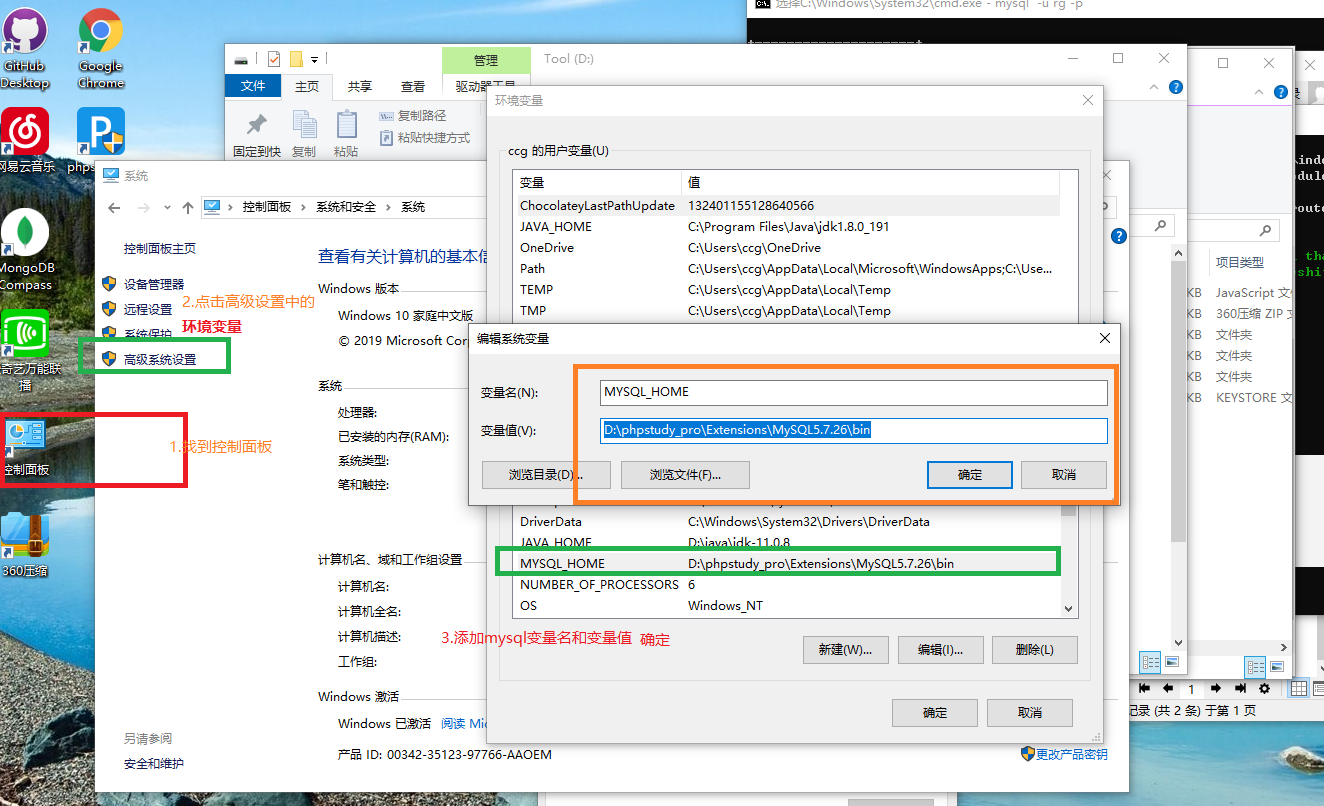 选择C:\Windows\System32\cmd.exe - mysql -u rg -p
GitHub
Desktop
Google
Chrome
网易云音乐
MongoDB
Compass
奇艺万能联
播
控制面板
360压缩
管理
Tool (D:)
文件
主页
共享
查看
驱动器工具
固定到快
复制
粘贴
复制路径
粘贴快捷方式
系统
控制面板
系统和安全
系统
控制面板主页
设备管理器
远程设置
系统保护
高级系统设置
1.找到控制面板
2.点击高级设置中的
环境变量
查看有关计算机的基本信
Windows 版本
Windows 10 家庭中文版
© 2019 Microsoft Cor
系统
处理器:
已安装的内存(RAM):
系统类型:
笔和触控:
计算机名、域和工作组设置
计算机名:
计算机全名:
计算机描述:
工作组:
Windows 激活
Windows 已激活 阅读 Mic
产品 ID: 00342-35123-97766-AAOEM
更改产品密钥
另请参阅
安全和维护
环境变量
ccg 的用户变量(U)
变量 值
ChocolateyLastPathUpdate 132401155128640566
JAVA_HOME C:\Program Files\Java\jdk1.8.0_191
OneDrive C:\Users\ccg\OneDrive
Path C:\Users\ccg\AppData\Local\Microsoft\WindowsApps;C:\Use...
TEMP C:\Users\ccg\AppData\Local\Temp
TMP C:\Users\ccg\AppData\Local\Temp
编辑系统变量
变量名(N): MYSQL_HOME
变量值(V): D:\phpstudy_pro\Extensions\MySQL5.7.26\bin
浏览目录(D)... 浏览文件(F)... 确定 取消
DriverData C:\Windows\System32\Drivers\DriverData
JAVA_HOME D:\java\jdk-11.0.8
MYSQL_HOME D:\phpstudy_pro\Extensions\MySQL5.7.26\bin
NUMBER_OF_PROCESSORS 6
OS Windows_NT
3.添加mysql变量名和变量值 确定
新建(W)... 编辑(I)... 删除(L)
确定 取消
项目类型
KB JavaScript 文
KB 360压缩 ZIP 文
KB 文件夹
KB 文件夹
KB 文件夹
KB KEYSTORE 文
1
记录 (共 2 条) 于第 1 页